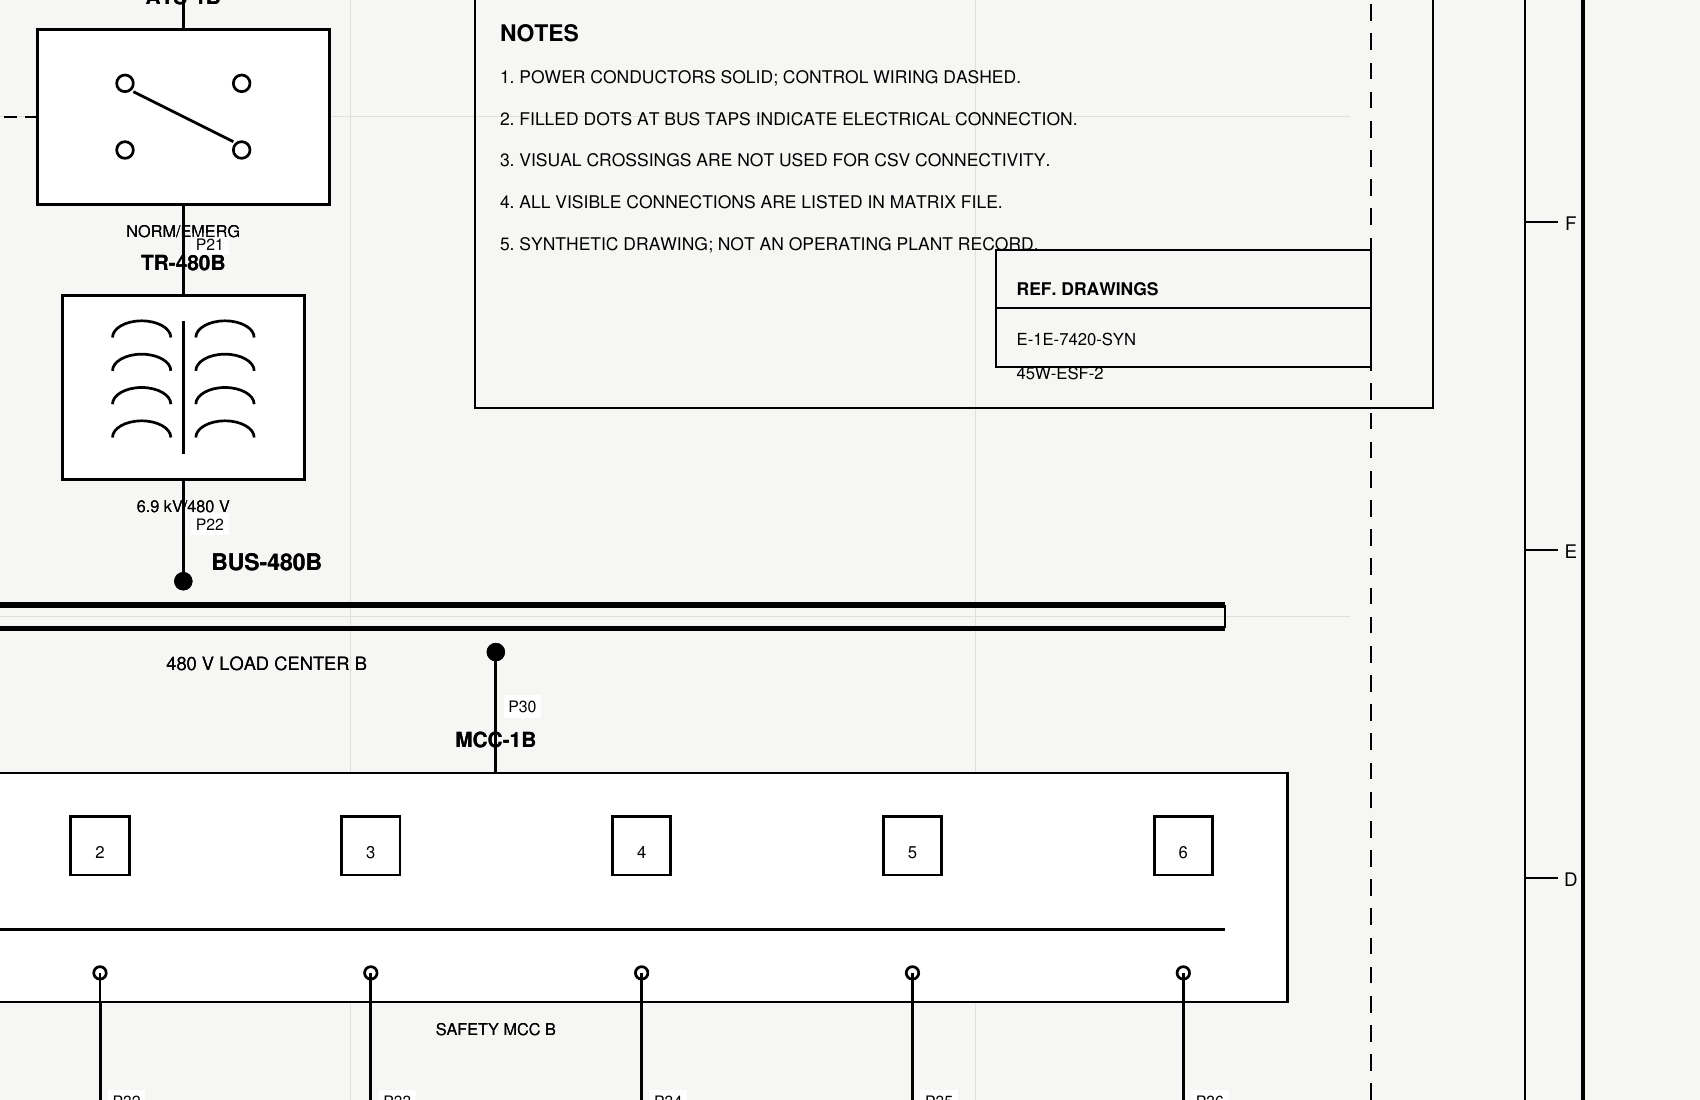 NOTES
1. POWER CONDUCTORS SOLID; CONTROL WIRING DASHED.
2. FILLED DOTS AT BUS TAPS INDICATE ELECTRICAL CONNECTION.
3. VISUAL CROSSINGS ARE NOT USED FOR CSV CONNECTIVITY.
4. ALL VISIBLE CONNECTIONS ARE LISTED IN MATRIX FILE.
5. SYNTHETIC DRAWING; NOT AN OPERATING PLANT RECORD.
REF. DRAWINGS
E-1E-7420-SYN
45W-ESF-2
NORM/EMERG
P21
TR-480B
6.9 kV/480 V
P22
BUS-480B
480 V LOAD CENTER B
P30
MCC-1B
2
3
4
5
6
SAFETY MCC B
F
E
D